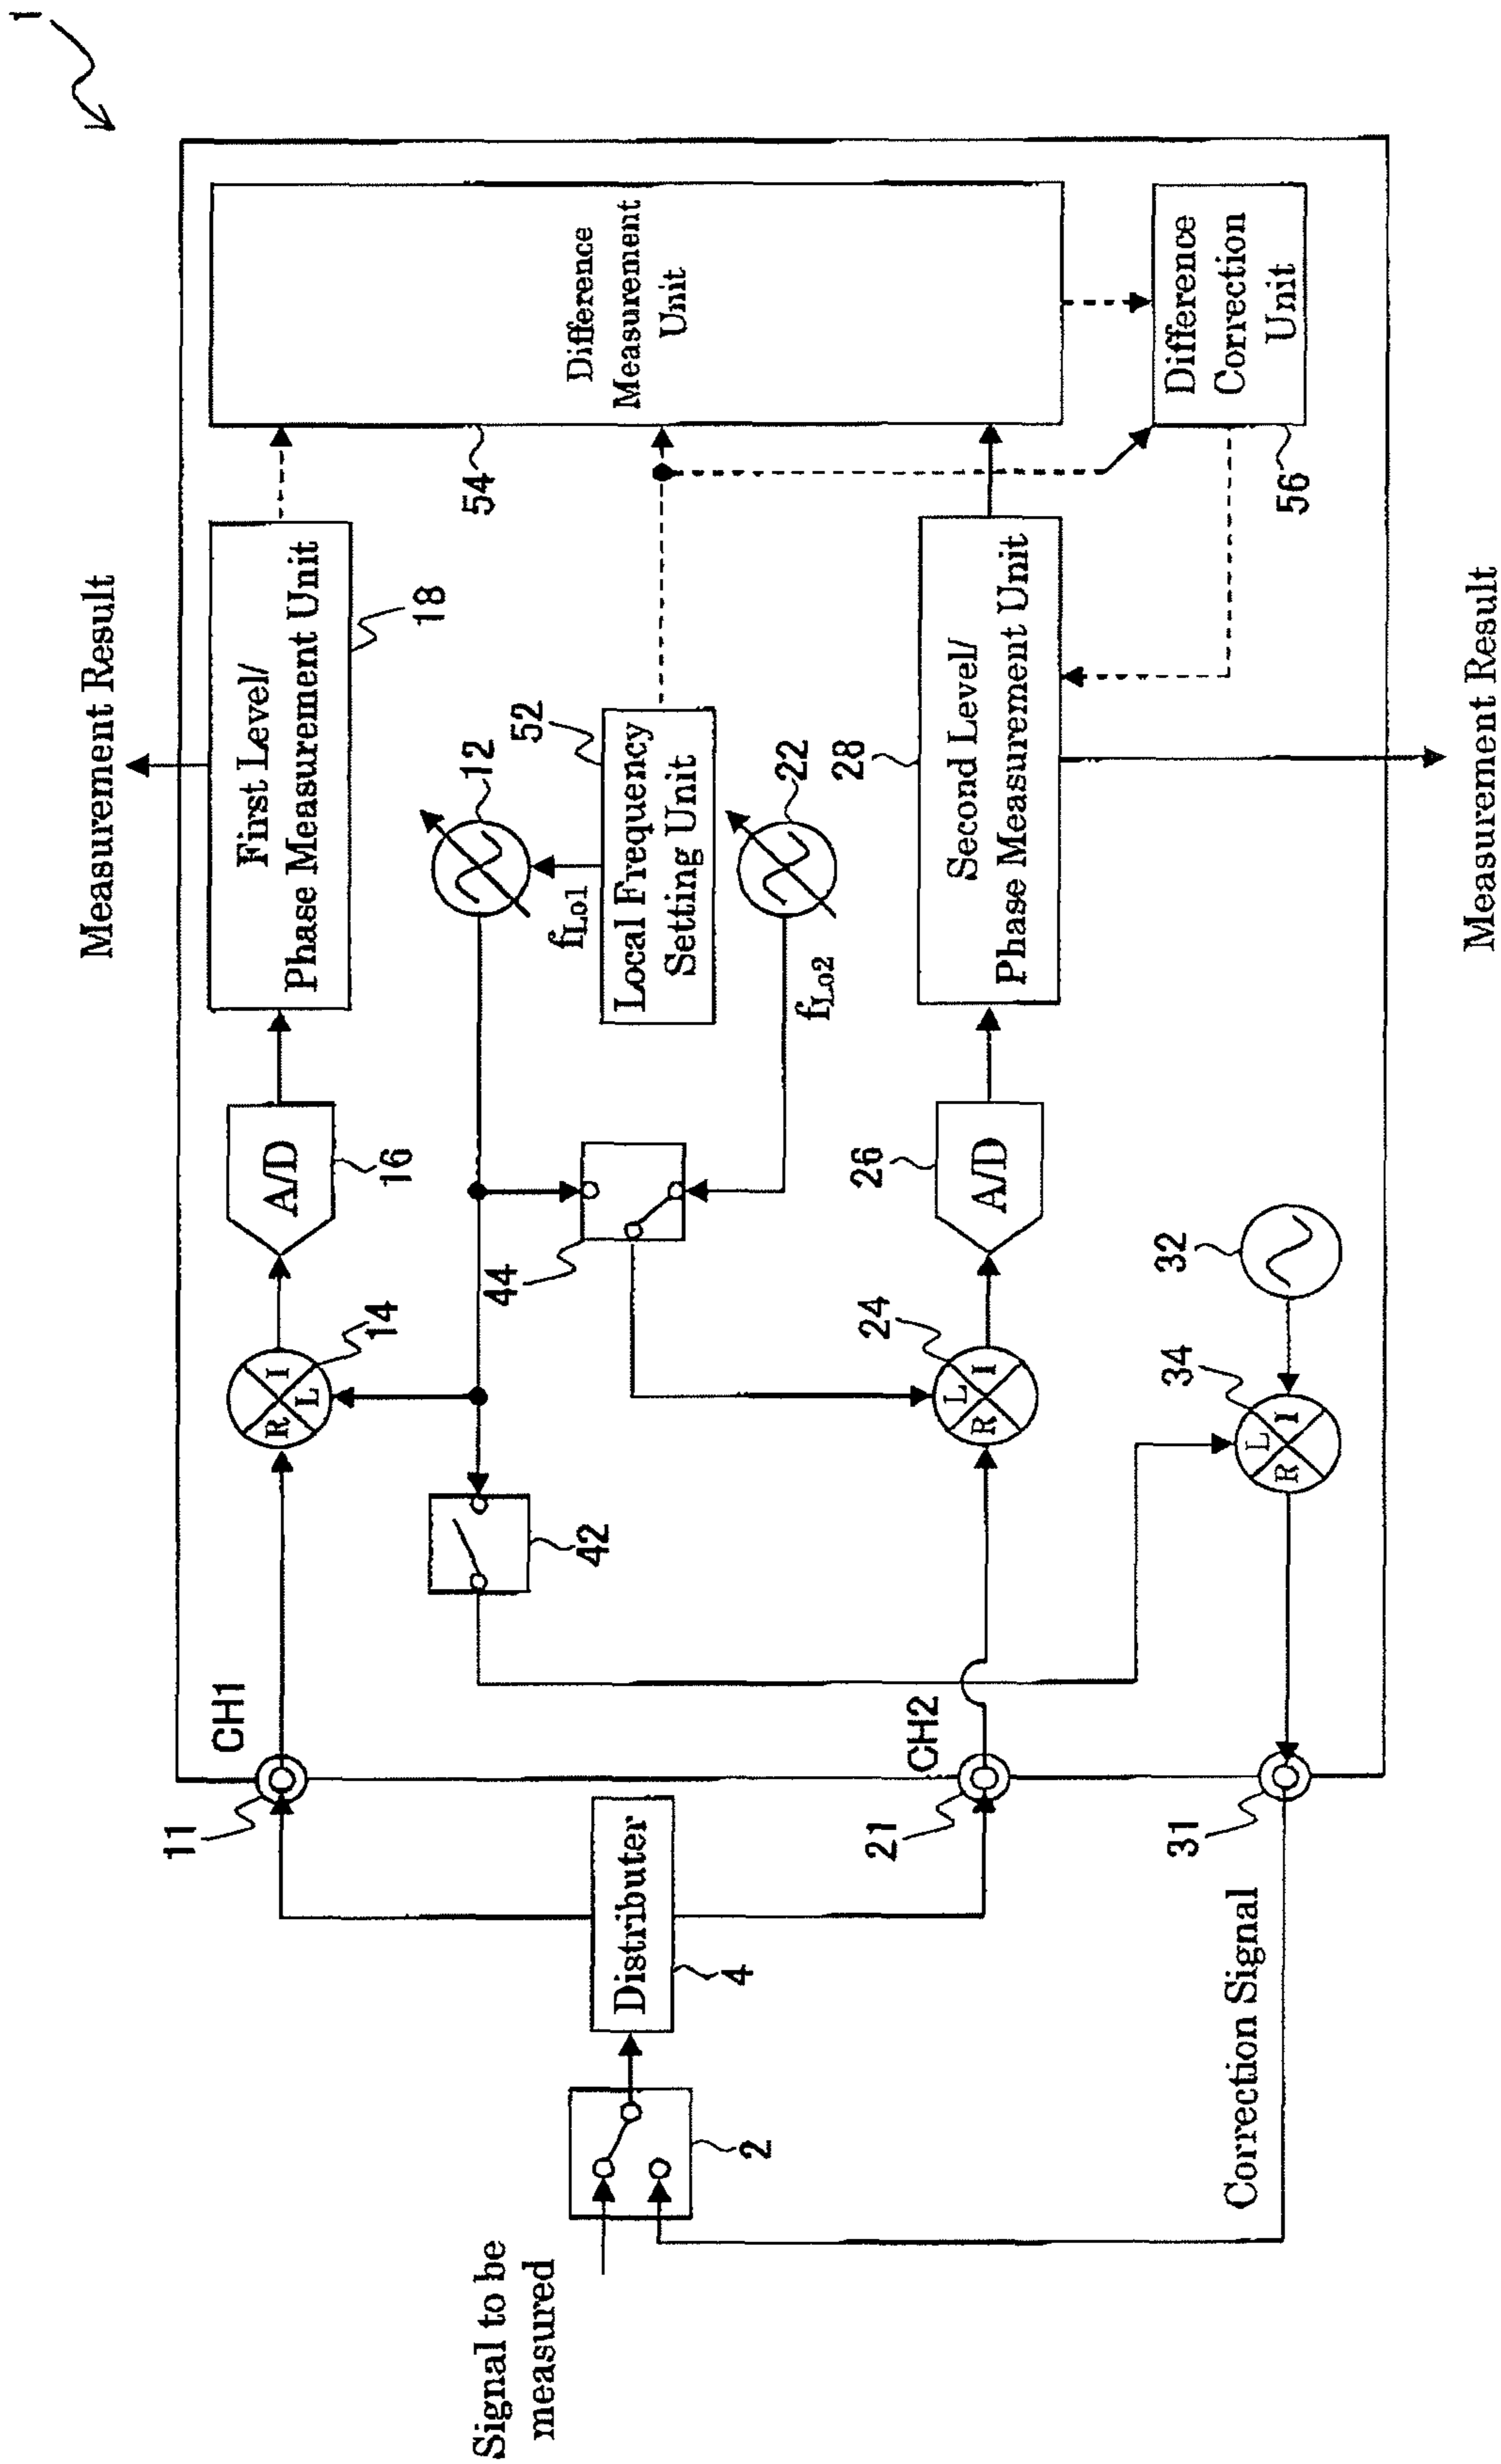 1
Measurement Result
First Level/
Phase Measurement Unit
18
A/D
16
R
I
L
14
CH1
11
Difference
Measurement
Unit
54
12
fLo1
52
Local Frequency
Setting Unit
22
fLo2
44
42
Second Level/
Phase Measurement Unit
28
A/D
26
L
R
I
24
CH2
21
Difference
Correction
Unit
56
32
L
R
I
34
31
Distributer
4
2
Signal to be
measured
Correction Signal
Measurement Result